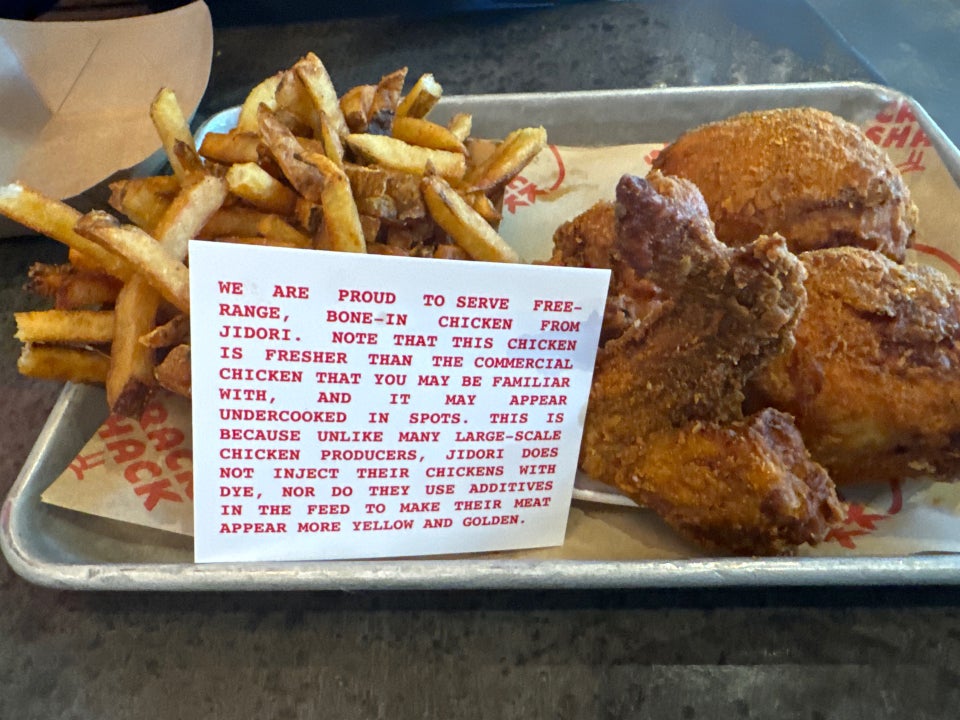 WE ARE PROUD TO SERVE FREE-
RANGE, BONE-IN CHICKEN FROM
JIDORI. NOTE THAT THIS CHICKEN
IS FRESHER THAN THE COMMERCIAL
CHICKEN THAT YOU MAY BE FAMILIAR
WITH, AND IT MAY APPEAR
UNDERCOOKED IN SPOTS. THIS IS
BECAUSE UNLIKE MANY LARGE-SCALE
CHICKEN PRODUCERS, JIDORI DOES
NOT INJECT THEIR CHICKENS WITH
DYE, NOR DO THEY USE ADDITIVES
IN THE FEED TO MAKE THEIR MEAT
APPEAR MORE YELLOW AND GOLDEN.
SHACK